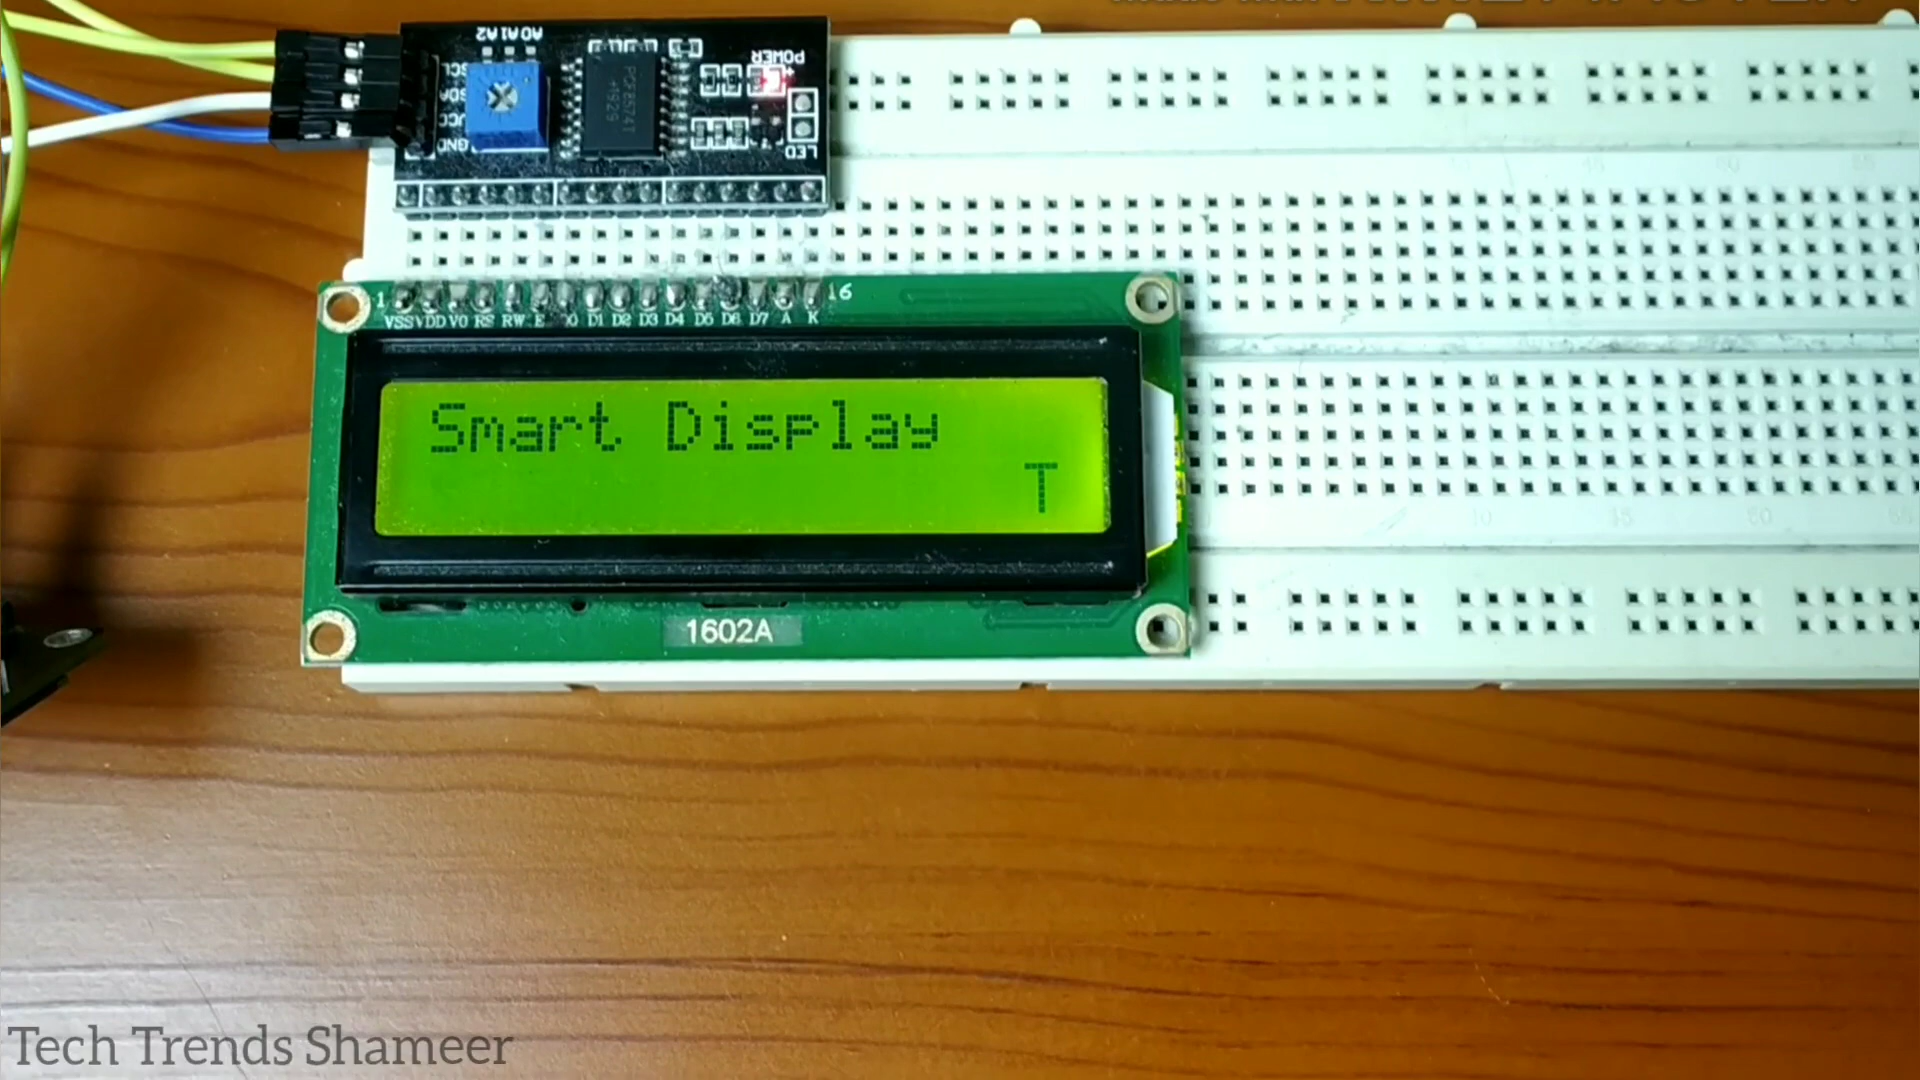 A0 A1 A2
POWER
SCL
SDA
VCC
GND
PCF8574T
LED
1
16
VSS VDD V0 RS RW E D0 D1 D2 D3 D4 D5 D6 D7 A K
Smart Display
T
1602A
Tech Trends Shameer